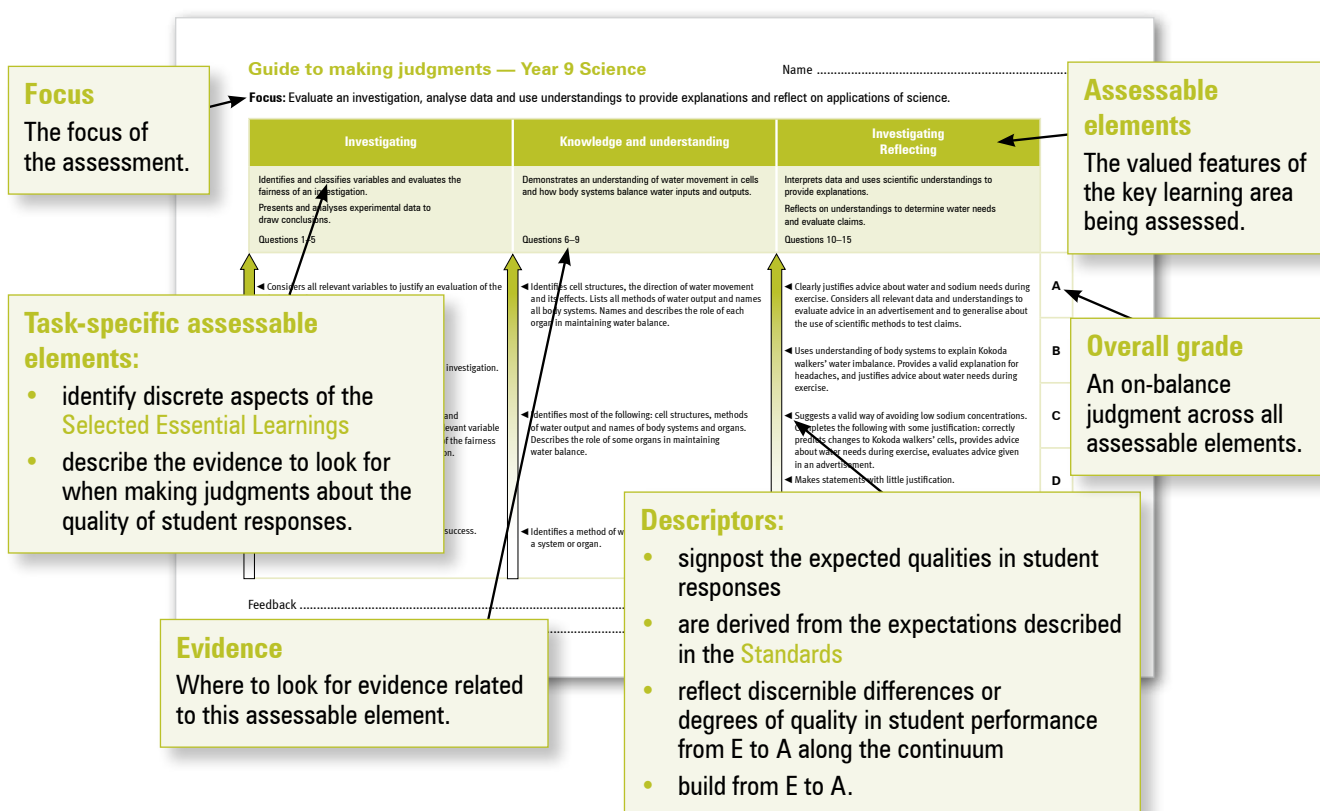 Guide to making judgments — Year 9 Science
Name
Focus: Evaluate an investigation, analyse data and use understandings to provide explanations and reflect on applications of science.
Focus
The focus of
the assessment.
Assessable
elements
The valued features of
the key learning area
being assessed.
Investigating
Knowledge and understanding
Investigating
Reflecting
Identifies and classifies variables and evaluates the
fairness of an investigation.
Presents and analyses experimental data to
draw conclusions.
Questions 1–5
Demonstrates an understanding of water movement in cells
and how body systems balance water inputs and outputs.
Questions 6–9
Interprets data and uses scientific understandings to
provide explanations.
Reflects on understandings to determine water needs
and evaluate claims.
Questions 10–15
Considers all relevant variables to justify an evaluation of the
investigation.
and
relevant variable
of the fairness
success.
Identifies cell structures, the direction of water movement
and its effects. Lists all methods of water output and names
all body systems. Names and describes the role of each
organ in maintaining water balance.
Identifies most of the following: cell structures, methods
of water output and names of body systems and organs.
Describes the role of some organs in maintaining
water balance.
Identifies a method of
a system or organ.
Clearly justifies advice about water and sodium needs during
exercise. Considers all relevant data and understandings to
evaluate advice in an advertisement and to generalise about
the use of scientific methods to test claims.
Uses understanding of body systems to explain Kokoda
walkers' water imbalance. Provides a valid explanation for
headaches, and justifies advice about water needs during
exercise.
Suggests a valid way of avoiding low sodium concentrations.
Completes the following with some justification: correctly
predicts changes to Kokoda walkers' cells, provides advice
about water needs during exercise, evaluates advice given
in an advertisement.
Makes statements with little justification.
A
B
C
D
Task-specific assessable
elements:
• identify discrete aspects of the
Selected Essential Learnings
• describe the evidence to look for
when making judgments about the
quality of student responses.
Overall grade
An on-balance
judgment across all
assessable elements.
Feedback
Evidence
Where to look for evidence related
to this assessable element.
Descriptors:
• signpost the expected qualities in student
responses
• are derived from the expectations described
in the Standards
• reflect discernible differences or
degrees of quality in student performance
from E to A along the continuum
• build from E to A.